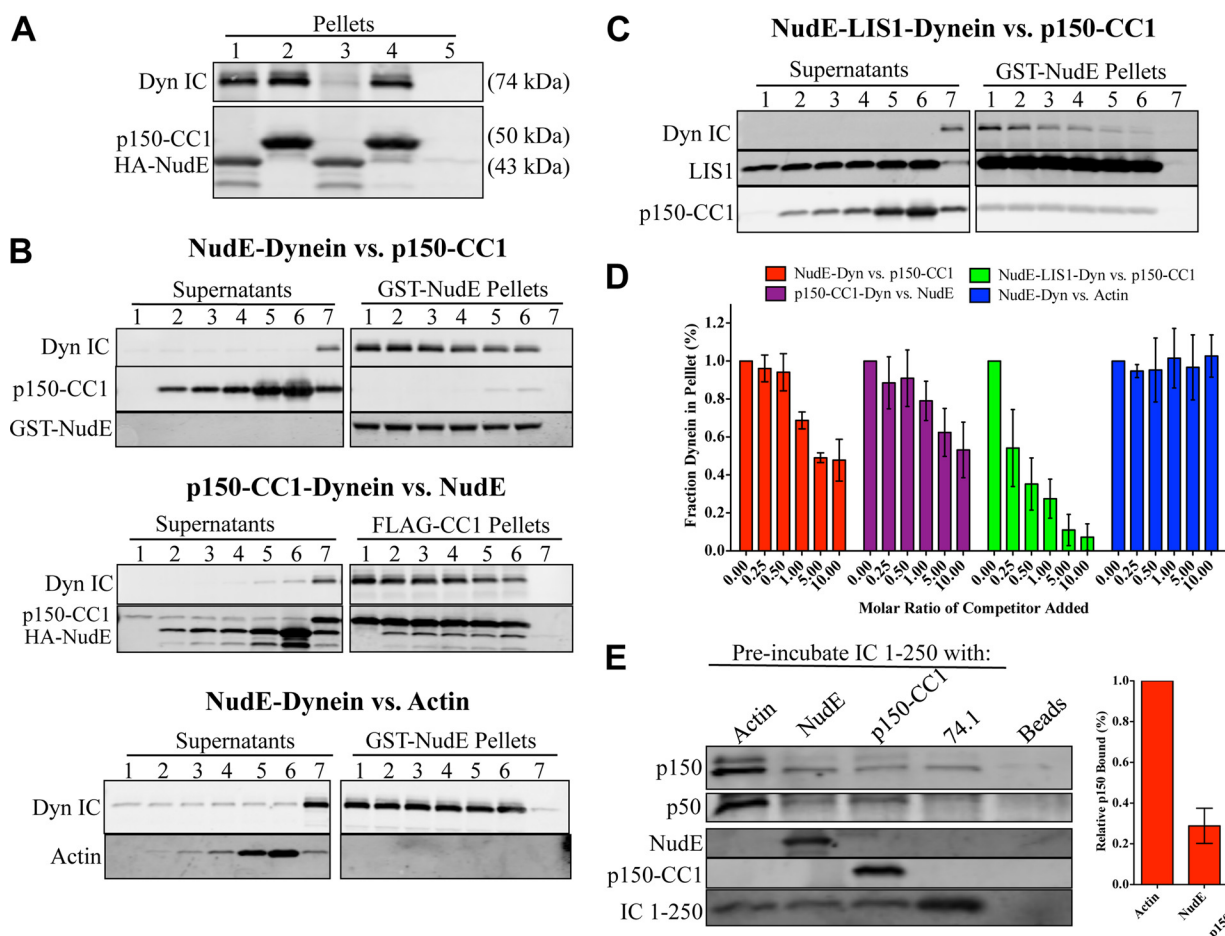 A
Pellets
1 2 3 4 5
Dyn IC (74 kDa)
p150-CC1 (50 kDa)
HA-NudE (43 kDa)
B
NudE-Dynein vs. p150-CC1
Supernatants GST-NudE Pellets
1 2 3 4 5 6 7 1 2 3 4 5 6 7
Dyn IC
p150-CC1
GST-NudE
p150-CC1-Dynein vs. NudE
Supernatants FLAG-CC1 Pellets
1 2 3 4 5 6 7 1 2 3 4 5 6 7
Dyn IC
p150-CC1
HA-NudE
NudE-Dynein vs. Actin
Supernatants GST-NudE Pellets
1 2 3 4 5 6 7 1 2 3 4 5 6 7
Dyn IC
Actin
C
NudE-LIS1-Dynein vs. p150-CC1
Supernatants GST-NudE Pellets
1 2 3 4 5 6 7 1 2 3 4 5 6 7
Dyn IC
LIS1
p150-CC1
D
NudE-Dyn vs. p150-CC1 NudE-LIS1-Dyn vs. p150-CC1
p150-CC1-Dyn vs. NudE NudE-Dyn vs. Actin
Fraction Dynein in Pelllet (%)
1.2
1.0
0.8
0.6
0.4
0.2
0.0
0.00 0.25 0.50 1.00 5.00 10.00 0.00 0.25 0.50 1.00 5.00 10.00 0.00 0.25 0.50 1.00 5.00 10.00 0.00 0.25 0.50 1.00 5.00 10.00
Molar Ratio of Competitor Added
E
Pre-incubate IC 1-250 with:
Actin NudE p150-CC1 74.1 Beads
p150
p50
NudE
p150-CC1
IC 1-250
Relative p150 Bound (%)
1.0
0.8
0.6
0.4
0.2
0.0
Actin NudE p150